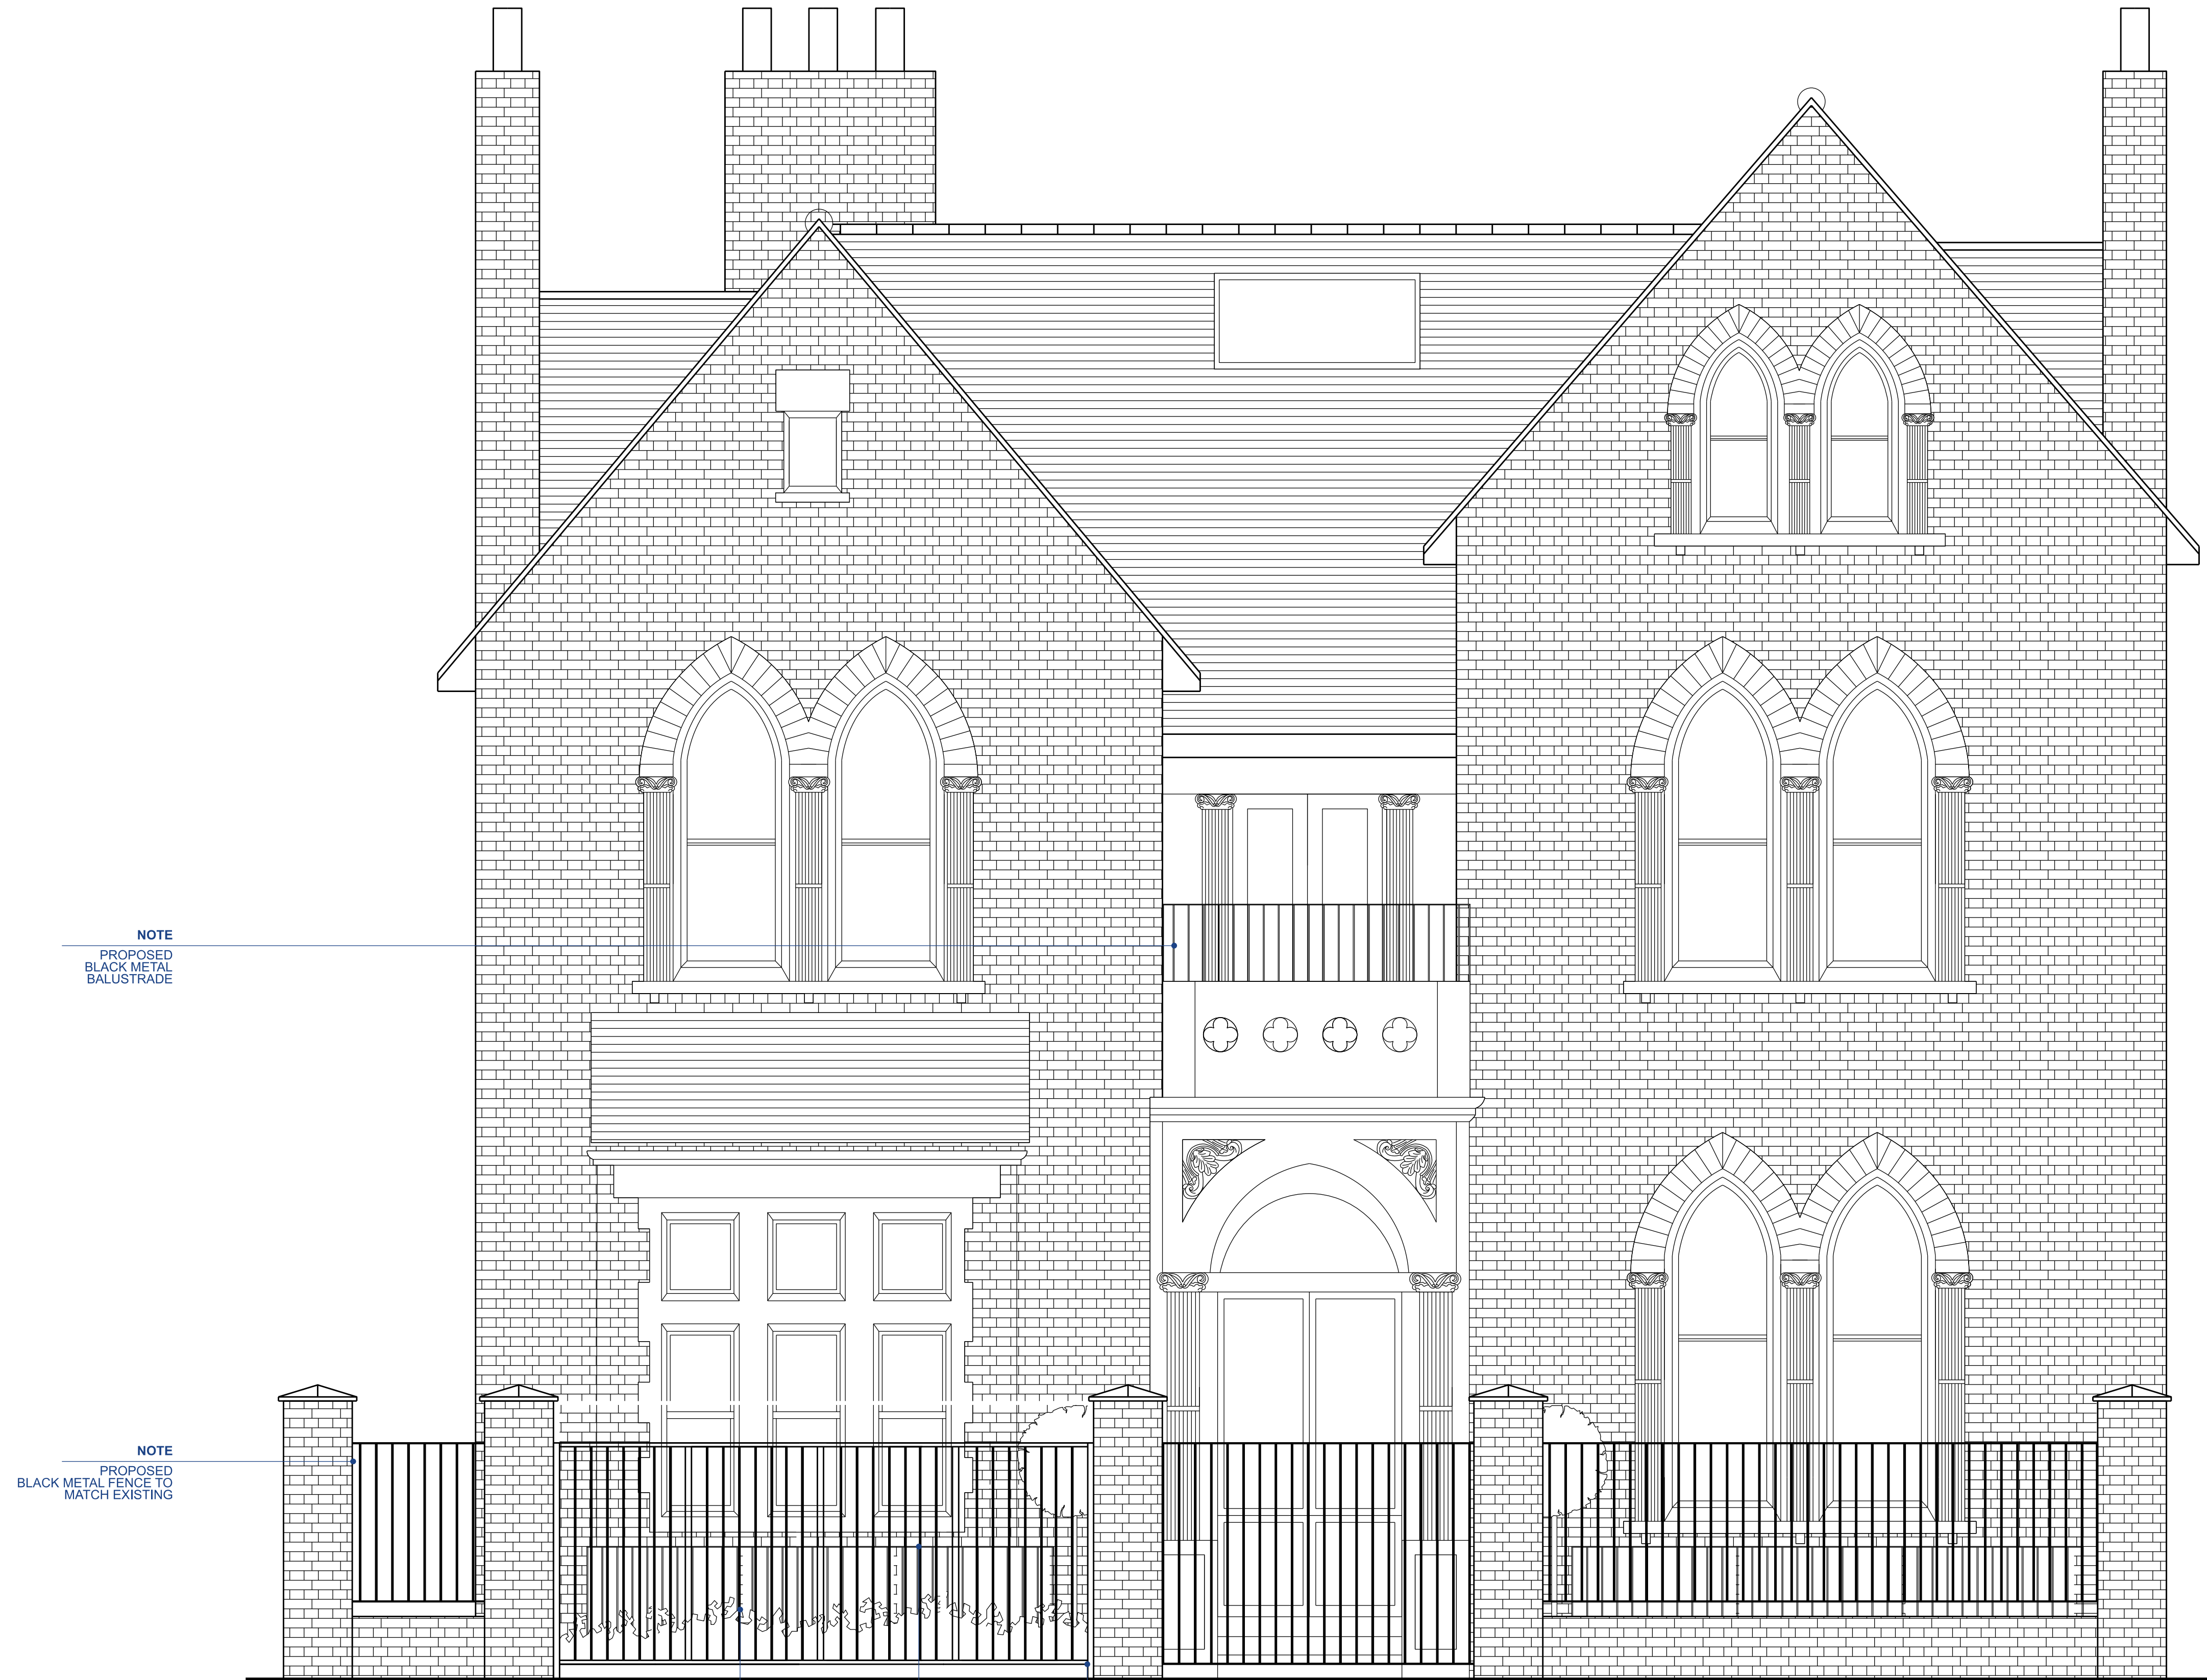 NOTE
PROPOSED
BLACK METAL
BALUSTRADE
NOTE
PROPOSED
BLACK METAL FENCE TO
MATCH EXISTING